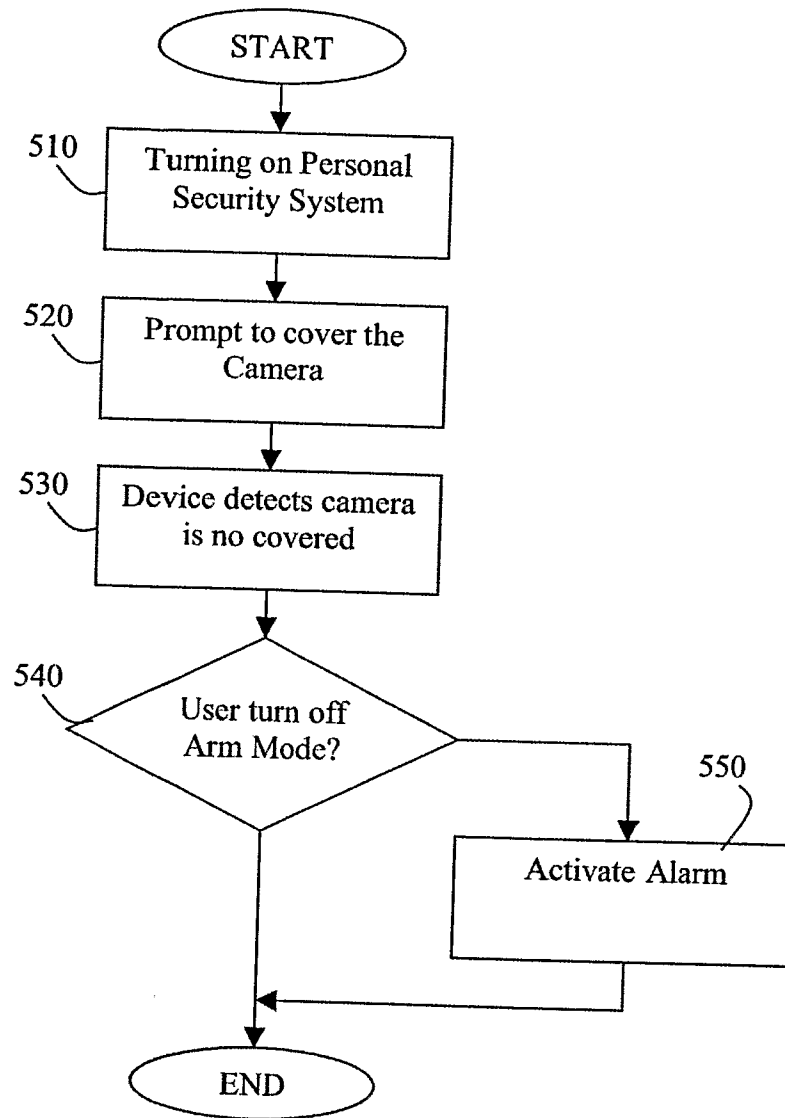 START
510
Turning on Personal
Security System
520
Prompt to cover the
Camera
530
Device detects camera
is no covered
540
User turn off
Arm Mode?
550
Activate Alarm
END